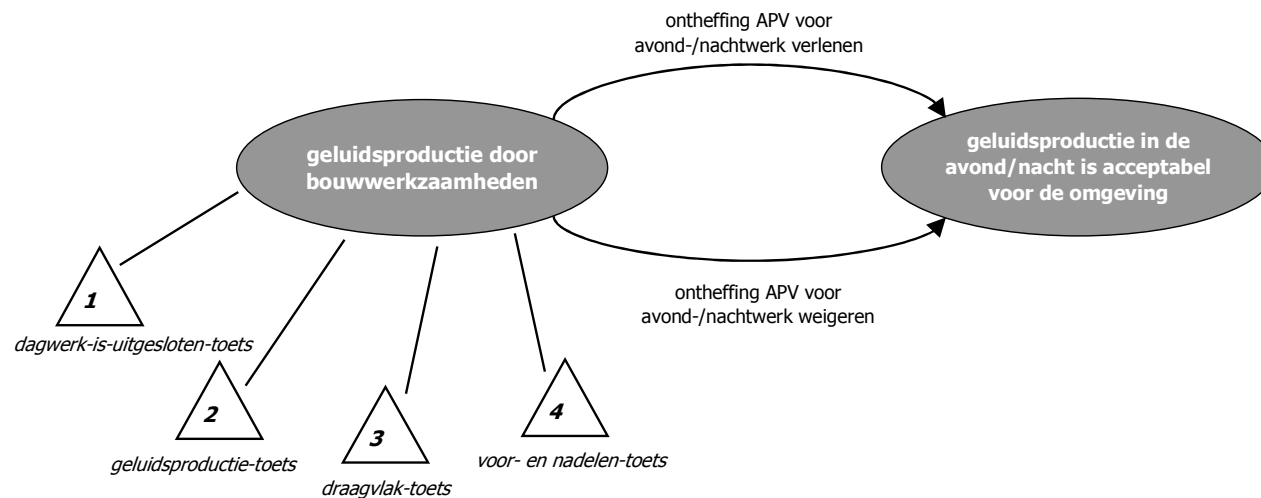 ontheffing APV voor
avond-/nachtwerk verlenen
geluidsproductie door
bouwwerkzaamheden
geluidsproductie in de
avond/nacht is acceptabel
voor de omgeving
ontheffing APV voor
avond-/nachtwerk weigeren
1
dagwerk-is-uitgesloten-toets
2
geluidsproductie-toets
3
draagvlak-toets
4
voor- en nadelen-toets